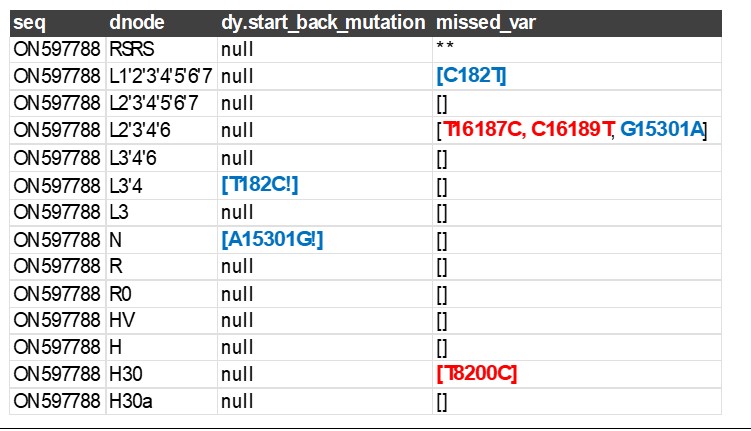 seq dnode dy.start_back_mutation missed_var
ON597788 RSRS null **
ON597788 L1'2'3'4'5'6'7 null [C182T]
ON597788 L2'3'4'5'6'7 null []
ON597788 L2'3'4'6 null [T16187C, C16189T, G15301A]
ON597788 L3'4'6 null []
ON597788 L3'4 [T182C!] []
ON597788 L3 null []
ON597788 N [A15301G!] []
ON597788 R null []
ON597788 R0 null []
ON597788 HV null []
ON597788 H null []
ON597788 H30 null [T8200C]
ON597788 H30a null []